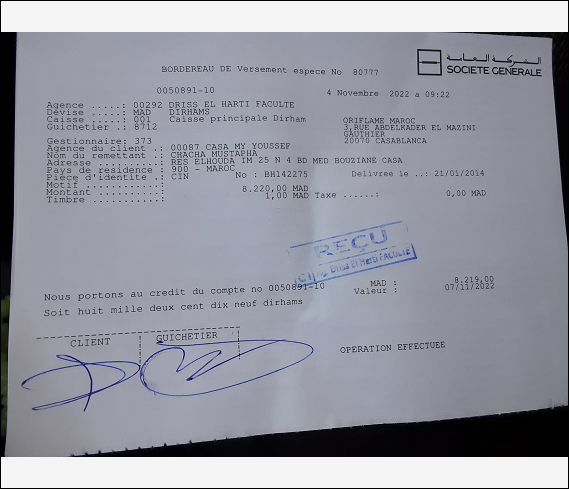 الشركة العامة
SOCIETE GENERALE
BORDEREAU DE Versement espece No 80777
0050891-10
4 Novembre 2022 a 09:22
Agence .....: 00292 DRISS EL HARTI FACULTE
Devise .....: MAD DIRHAMS
Caisse .....: 001 Caisse principale Dirham
Guichetier .: 8712
ORIFLAME MAROC
3,RUE ABDELKADER EL MAZINI
GAUTHIER
20070 CASABLANCA
Gestionnaire: 373
Agence du client .: 00087 CASA MY YOUSSEF
Nom du remettant .: CHACHA MUSTAPHA
Adresse ..........: RES ELHOUDA IM 25 N 4 BD MED BOUZIANE CASA
Pays de residence : 900 - MAROC
Pièce d'identité .: CIN No : BH142275 Delivree le ..: 21/01/2014
Motif ............:
Montant ..........: 8.220,00 MAD
Timbre ...........: 1,00 MAD Taxe ......: 0,00 MAD
REÇU
Driss El Harti FACULTE
Nous portons au credit du compte no 0050891-10 MAD : 8.219,00
Valeur : 07/11/2022
Soit huit mille deux cent dix neuf dirhams
CLIENT GUICHETIER
OPERATION EFFECTUEE